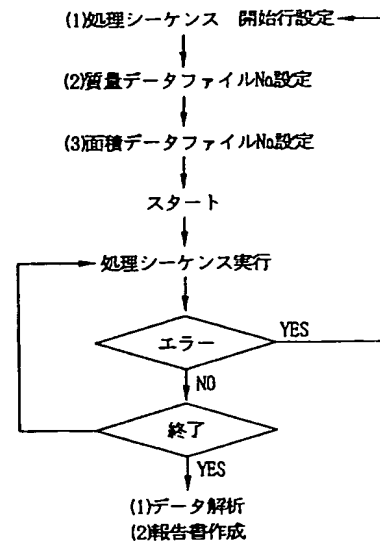 (1)処理シーケンス 開始行設定
(2)質量データファイルNo.設定
(3)面積データファイルNo.設定
スタート
処理シーケンス実行
エラー
YES
NO
終了
YES
(1)データ解析
(2)報告書作成